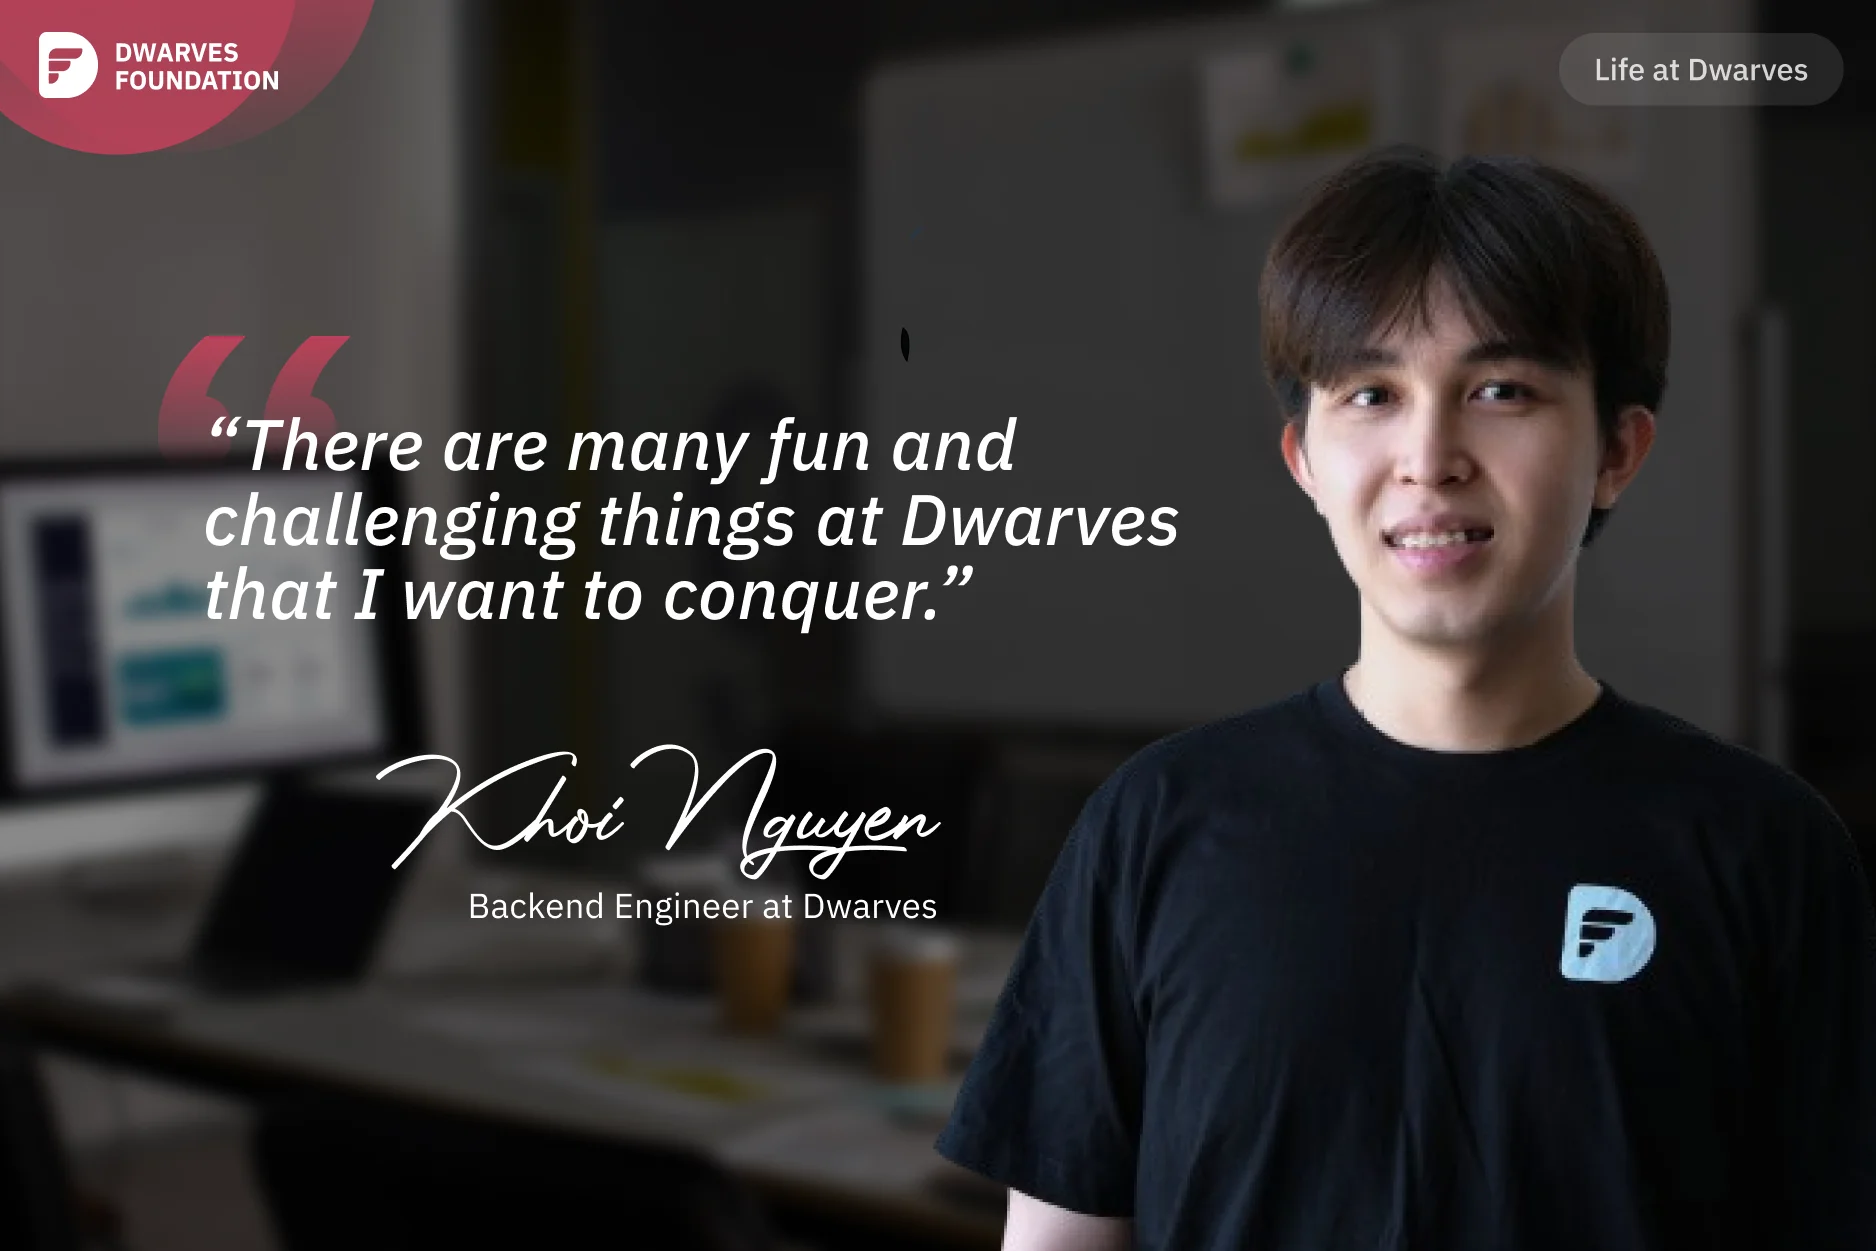 DWARVES
FOUNDATION
Life at Dwarves
“There are many fun and
challenging things at Dwarves
that I want to conquer.”
Khoi Nguyen
Backend Engineer at Dwarves